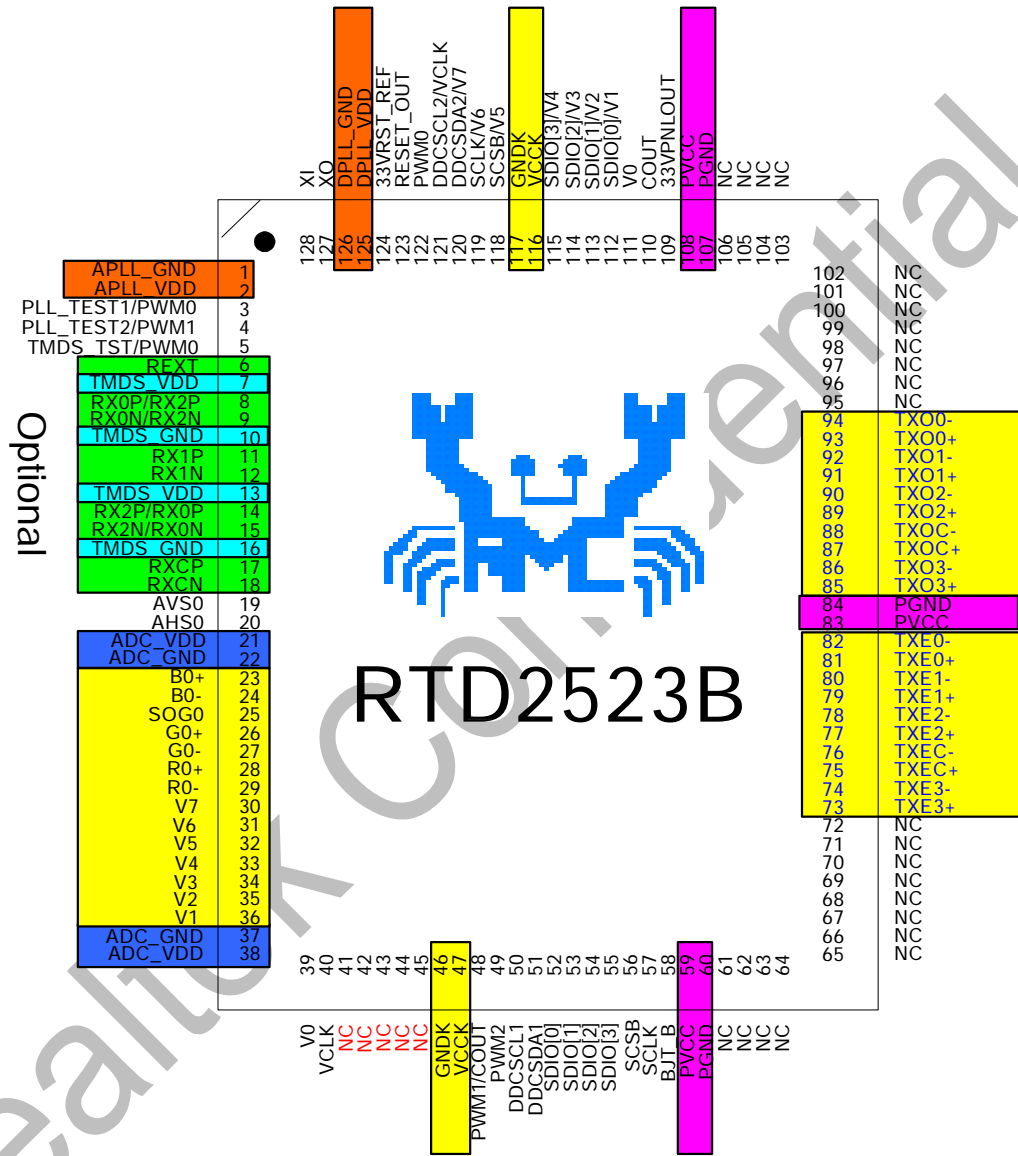 XI
XO
DPLL_GND
DPLL_VDD
33VRST_REF
RESET_OUT
PWM0
DDCSCL2/VCLK
DDCSDA2/V7
SCLK/V6
SCSB/V5
GNDK
VCCK
SDIO[3]/V4
SDIO[2]/V3
SDIO[1]/V2
SDIO[0]/V1
V0
COUT
33VPNLOUT
PVCC
PGND
NC
NC
NC
NC
128
127
126
125
124
123
122
121
120
119
118
117
116
115
114
113
112
111
110
109
108
107
106
105
104
103
APLL_GND 1
APLL_VDD 2
PLL_TEST1/PWM0 3
PLL_TEST2/PWM1 4
TMDS_TST/PWM0 5
REXT 6
TMDS_VDD 7
RX0P/RX2P 8
RX0N/RX2N 9
TMDS_GND 10
RX1P 11
RX1N 12
TMDS_VDD 13
RX2P/RX0P 14
RX2N/RX0N 15
TMDS_GND 16
RXCP 17
RXCN 18
AVS0 19
AHS0 20
ADC_VDD 21
ADC_GND 22
B0+ 23
B0- 24
SOG0 25
G0+ 26
G0- 27
R0+ 28
R0- 29
V7 30
V6 31
V5 32
V4 33
V3 34
V2 35
V1 36
ADC_GND 37
ADC_VDD 38
Optional
RTD2523B
102 NC
101 NC
100 NC
99 NC
98 NC
97 NC
96 NC
95 NC
94 TXO0-
93 TXO0+
92 TXO1-
91 TXO1+
90 TXO2-
89 TXO2+
88 TXOC-
87 TXOC+
86 TXO3-
85 TXO3+
84 PGND
83 PVCC
82 TXE0-
81 TXE0+
80 TXE1-
79 TXE1+
78 TXE2-
77 TXE2+
76 TXEC-
75 TXEC+
74 TXE3-
73 TXE3+
72 NC
71 NC
70 NC
69 NC
68 NC
67 NC
66 NC
65 NC
39
40
41
42
43
44
45
46
47
48
49
50
51
52
53
54
55
56
57
58
59
60
61
62
63
64
V0
VCLK
NC
NC
NC
NC
NC
GNDK
VCCK
PWM1/COUT
PWM2
DDCSCL1
DDCSDA1
SDIO[0]
SDIO[1]
SDIO[2]
SDIO[3]
SCSB
SCLK
BJT_B
PVCC
PGND
NC
NC
NC
NC